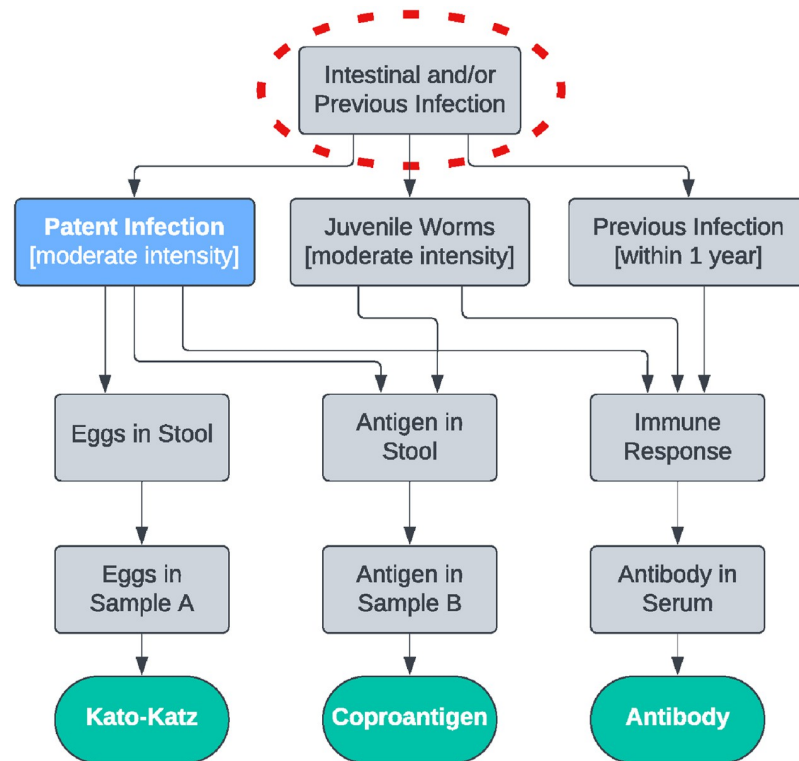 Intestinal and/or
Previous Infection
Patent Infection
[moderate intensity]
Juvenile Worms
[moderate intensity]
Previous Infection
[within 1 year]
Eggs in Stool
Antigen in
Stool
Immune
Response
Eggs in
Sample A
Antigen in
Sample B
Antibody in
Serum
Kato-Katz
Coproantigen
Antibody